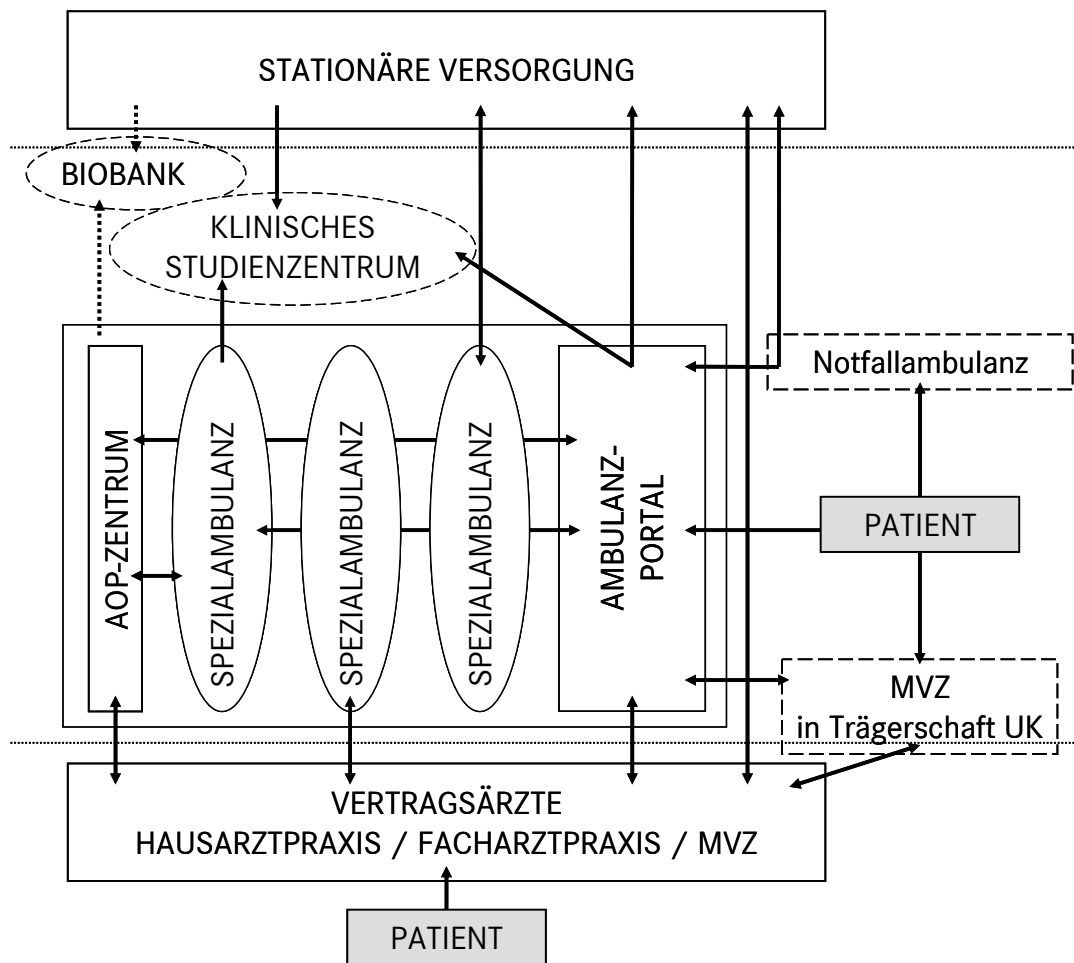 STATIONÄRE VERSORGUNG
BIOBANK
KLINISCHES
STUDIENZENTRUM
AOP-ZENTRUM
SPEZIALAMBULANZ
SPEZIALAMBULANZ
SPEZIALAMBULANZ
AMBULANZ-
PORTAL
Notfallambulanz
PATIENT
MVZ
in Trägerschaft UK
VERTRAGSÄRZTE
HAUSARZTPRAXIS / FACHARZTPRAXIS / MVZ
PATIENT